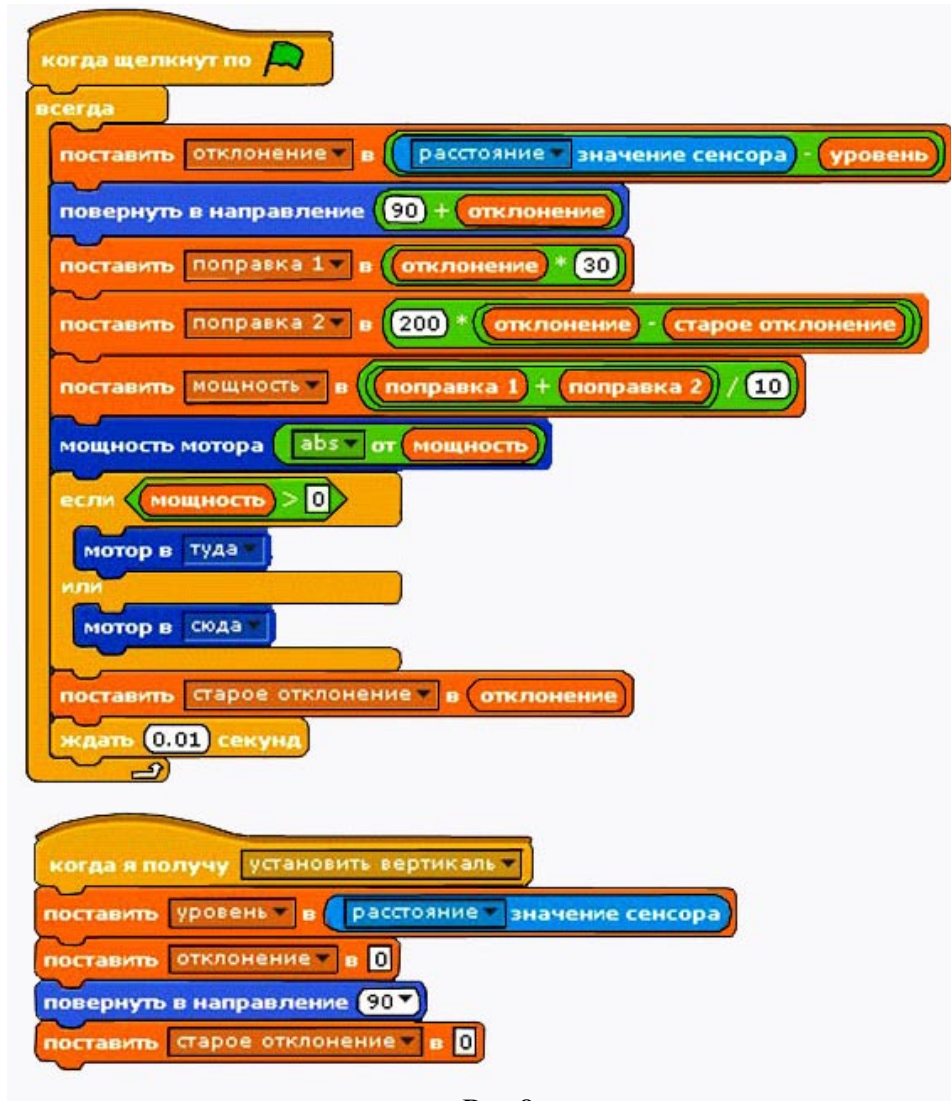 когда щелкнут по
всегда
поставить отклонение в расстояние значение сенсора - уровень
повернуть в направление 90 + отклонение
поставить поправка 1 в отклонение * 30
поставить поправка 2 в 200 * отклонение - старое отклонение
поставить мощность в поправка 1 + поправка 2 / 10
мощность мотора abs от мощность
если мощность > 0
мотор в туда
или
мотор в сюда
поставить старое отклонение в отклонение
ждать 0.01 секунд
когда я получу установить вертикаль
поставить уровень в расстояние значение сенсора
поставить отклонение в 0
повернуть в направление 90
поставить старое отклонение в 0